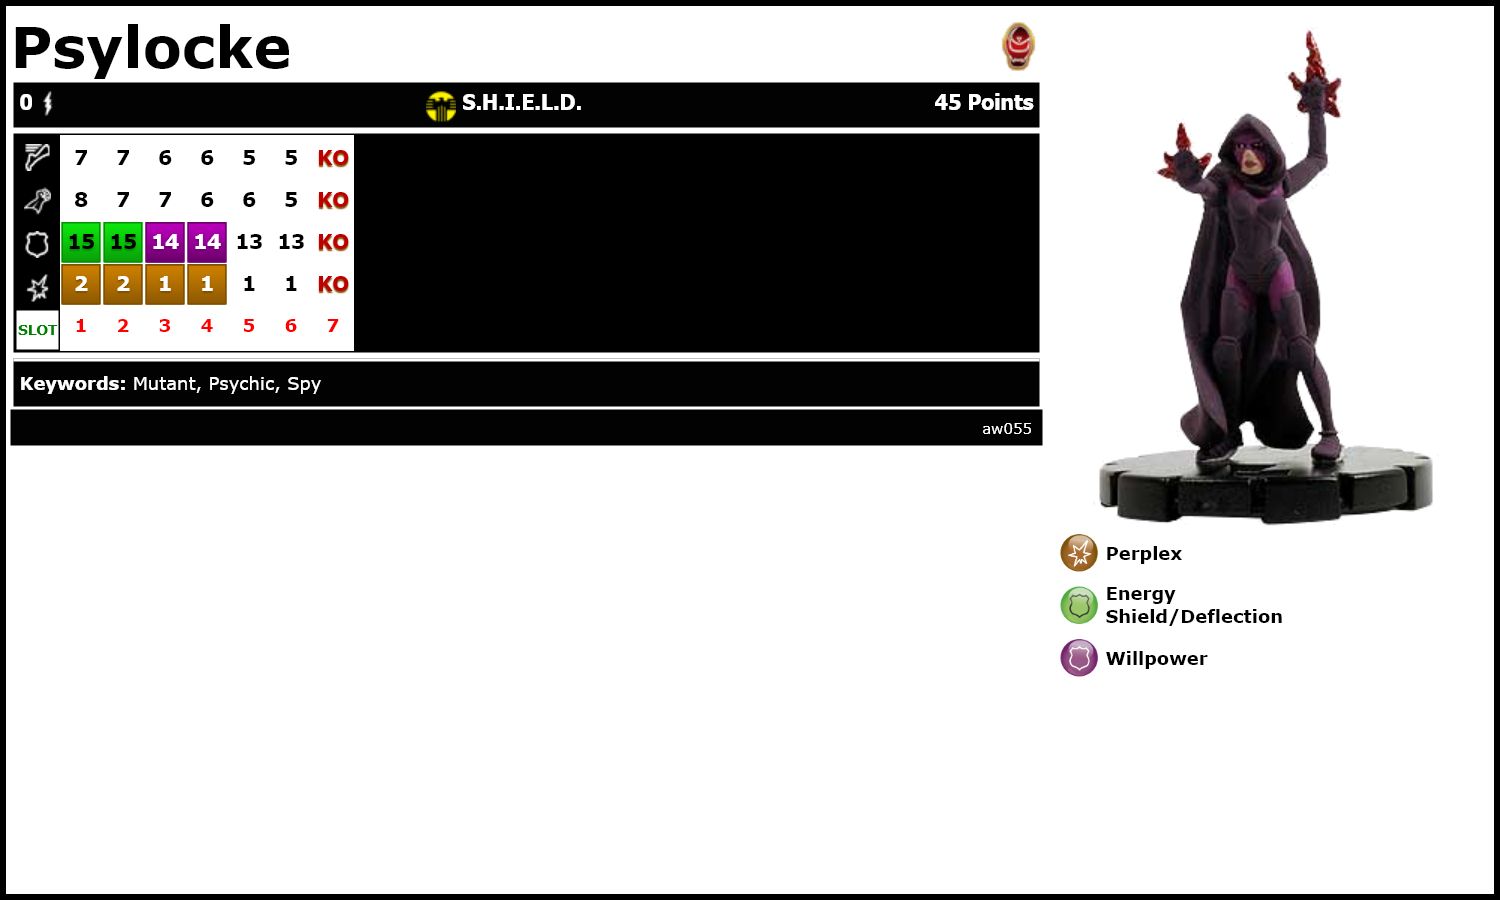 Psylocke
0 S.H.I.E.L.D. 45 Points
7 7 6 6 5 5 KO
8 7 7 6 6 5 KO
15 15 14 14 13 13 KO
2 2 1 1 1 1 KO
SLOT 1 2 3 4 5 6 7
Keywords: Mutant, Psychic, Spy
aw055
Perplex
Energy
Shield/Deflection
Willpower